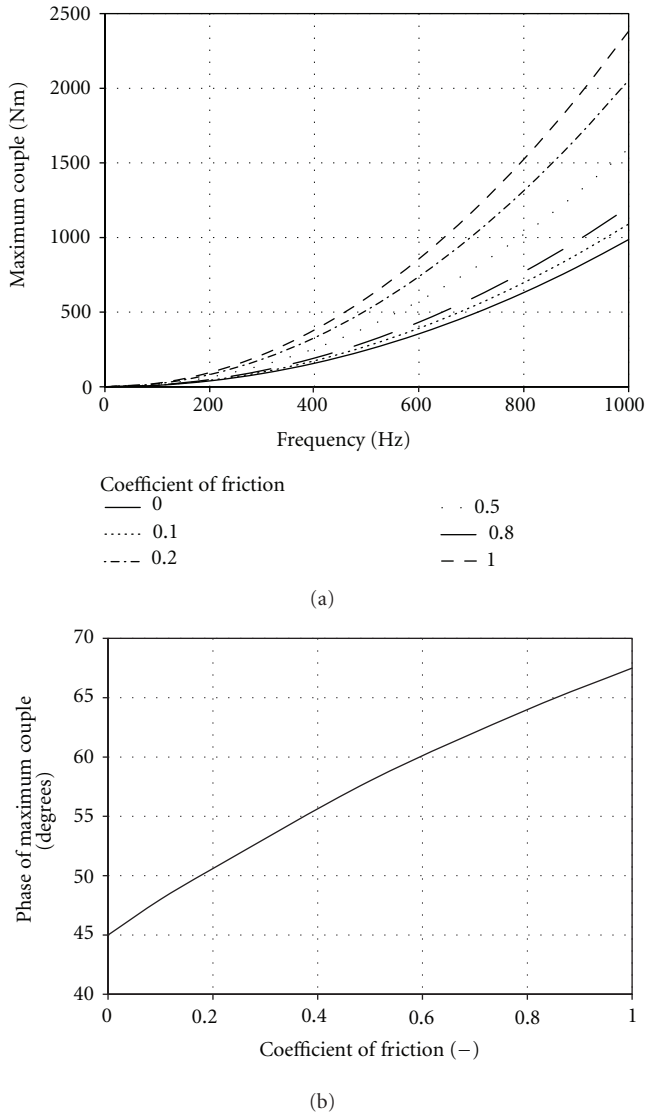 2500
2000
1500
1000
500
0
Maximum couple (Nm)
0 200 400 600 800 1000
Frequency (Hz)
Coefficient of friction
0 0.5
0.1 0.8
0.2 1
(a)
70
65
60
55
50
45
40
Phase of maximum couple
(degrees)
0 0.2 0.4 0.6 0.8 1
Coefficient of friction (−)
(b)